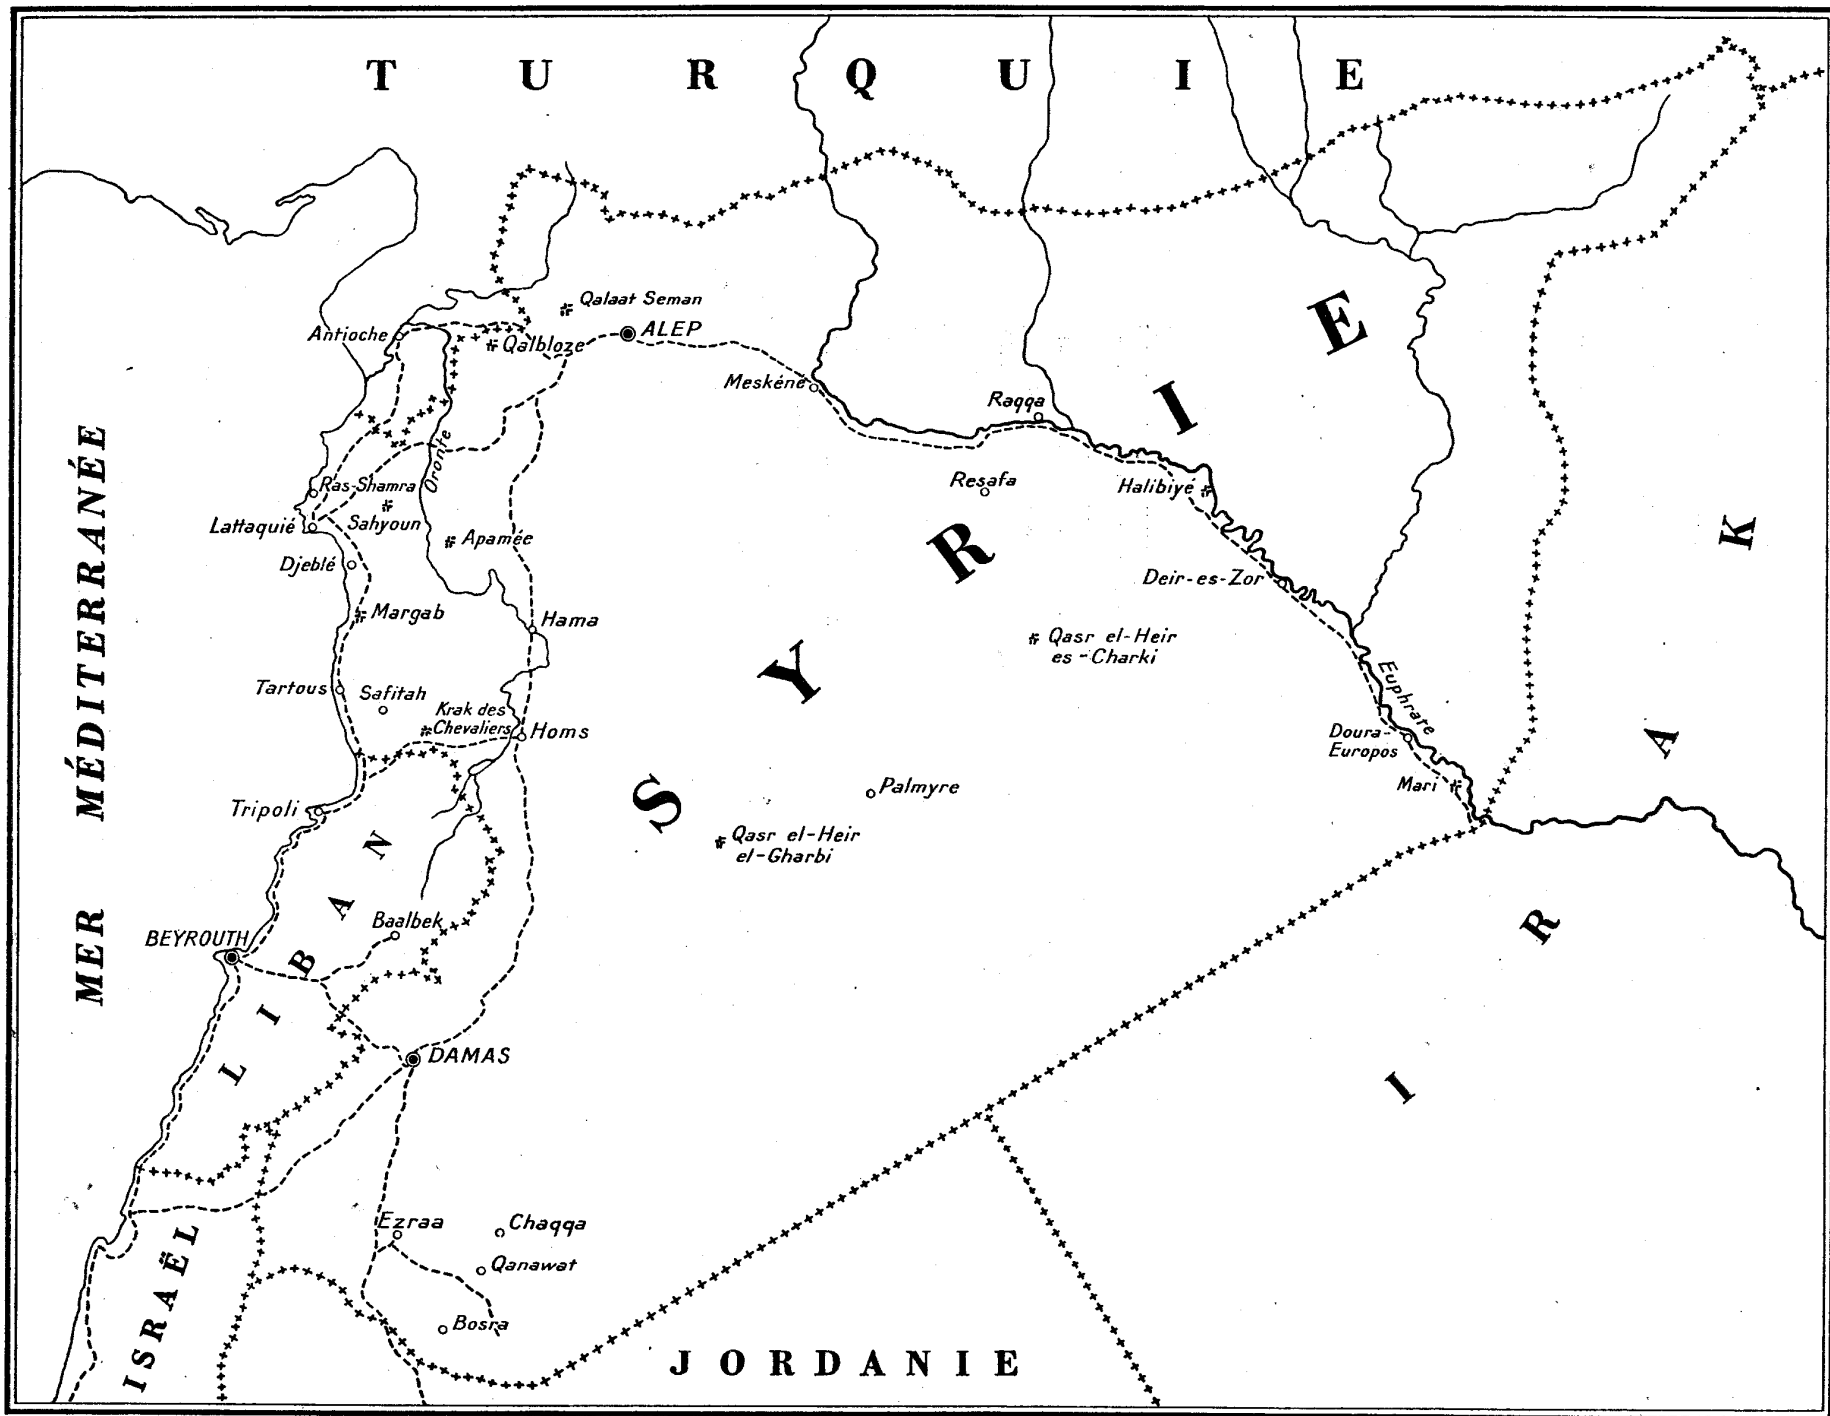 TURQUIE
Qalaat Seman
Antioche
ALEP
Qalbloze
Meskéné
Raqqa
Oronte
Ras-Shamra
Resafa
Halibiyé
Lattaquié
Sahyoun
Apamée
Djeblé
Deir-es-Zor
Margab
Hama
Qasr el-Heir
es-Charki
SYRIE
MER MÉDITERRANÉE
Tartous
Safitah
Krak des
Chevaliers
Homs
Euphrate
Doura-
Europos
Mari
Palmyre
Tripoli
Qasr el-Heir
el-Gharbi
IRAK
LIBAN
Baalbek
BEYROUTH
DAMAS
Ezraa
Chaqqa
Qanawat
Bosra
ISRAËL
JORDANIE